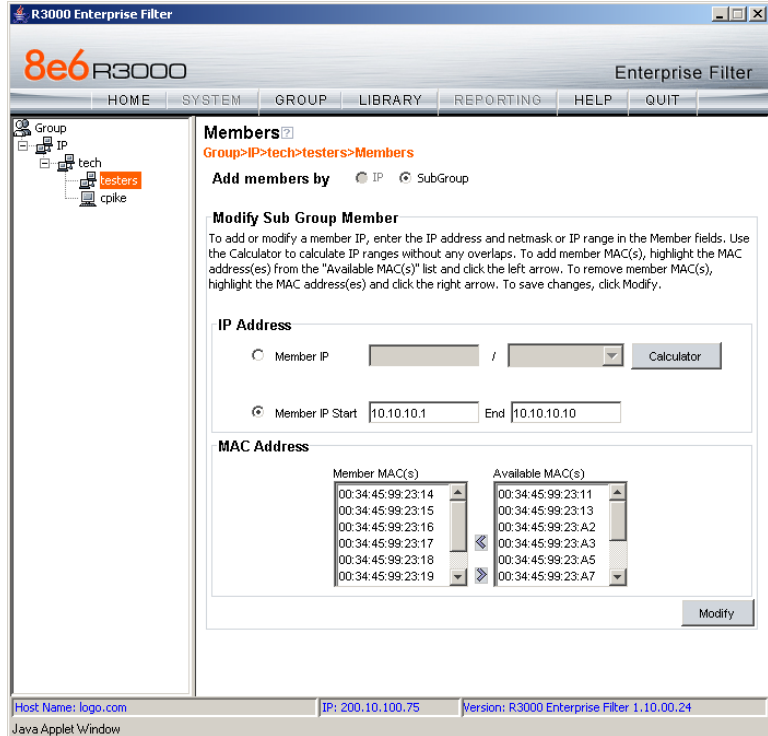 R3000 Enterprise Filter
8e6 R3000
Enterprise Filter
HOME SYSTEM GROUP LIBRARY REPORTING HELP QUIT
Group
IP
tech
testers
cpike
Members?
Group>IP>tech>testers>Members
Add members by IP SubGroup
Modify Sub Group Member
To add or modify a member IP, enter the IP address and netmask or IP range in the Member fields. Use
the Calculator to calculate IP ranges without any overlaps. To add member MAC(s), highlight the MAC
address(es) from the "Available MAC(s)" list and click the left arrow. To remove member MAC(s),
highlight the MAC address(es) and click the right arrow. To save changes, click Modify.
IP Address
Member IP / Calculator
Member IP Start 10.10.10.1 End 10.10.10.10
MAC Address
Member MAC(s) Available MAC(s)
00:34:45:99:23:14 00:34:45:99:23:11
00:34:45:99:23:15 00:34:45:99:23:13
00:34:45:99:23:16 00:34:45:99:23:A2
00:34:45:99:23:17 00:34:45:99:23:A3
00:34:45:99:23:18 00:34:45:99:23:A5
00:34:45:99:23:19 00:34:45:99:23:A7
Modify
Host Name: logo.com IP: 200.10.100.75 Version: R3000 Enterprise Filter 1.10.00.24
Java Applet Window